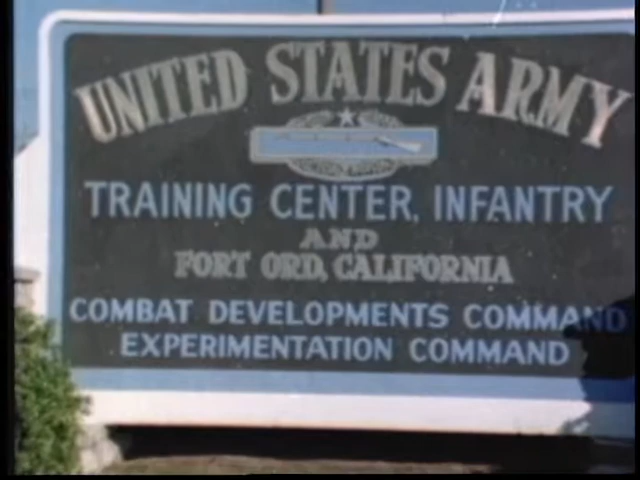 UNITED STATES ARMY
TRAINING CENTER, INFANTRY
AND
FORT ORD, CALIFORNIA
COMBAT DEVELOPMENTS COMMAND
EXPERIMENTATION COMMAND